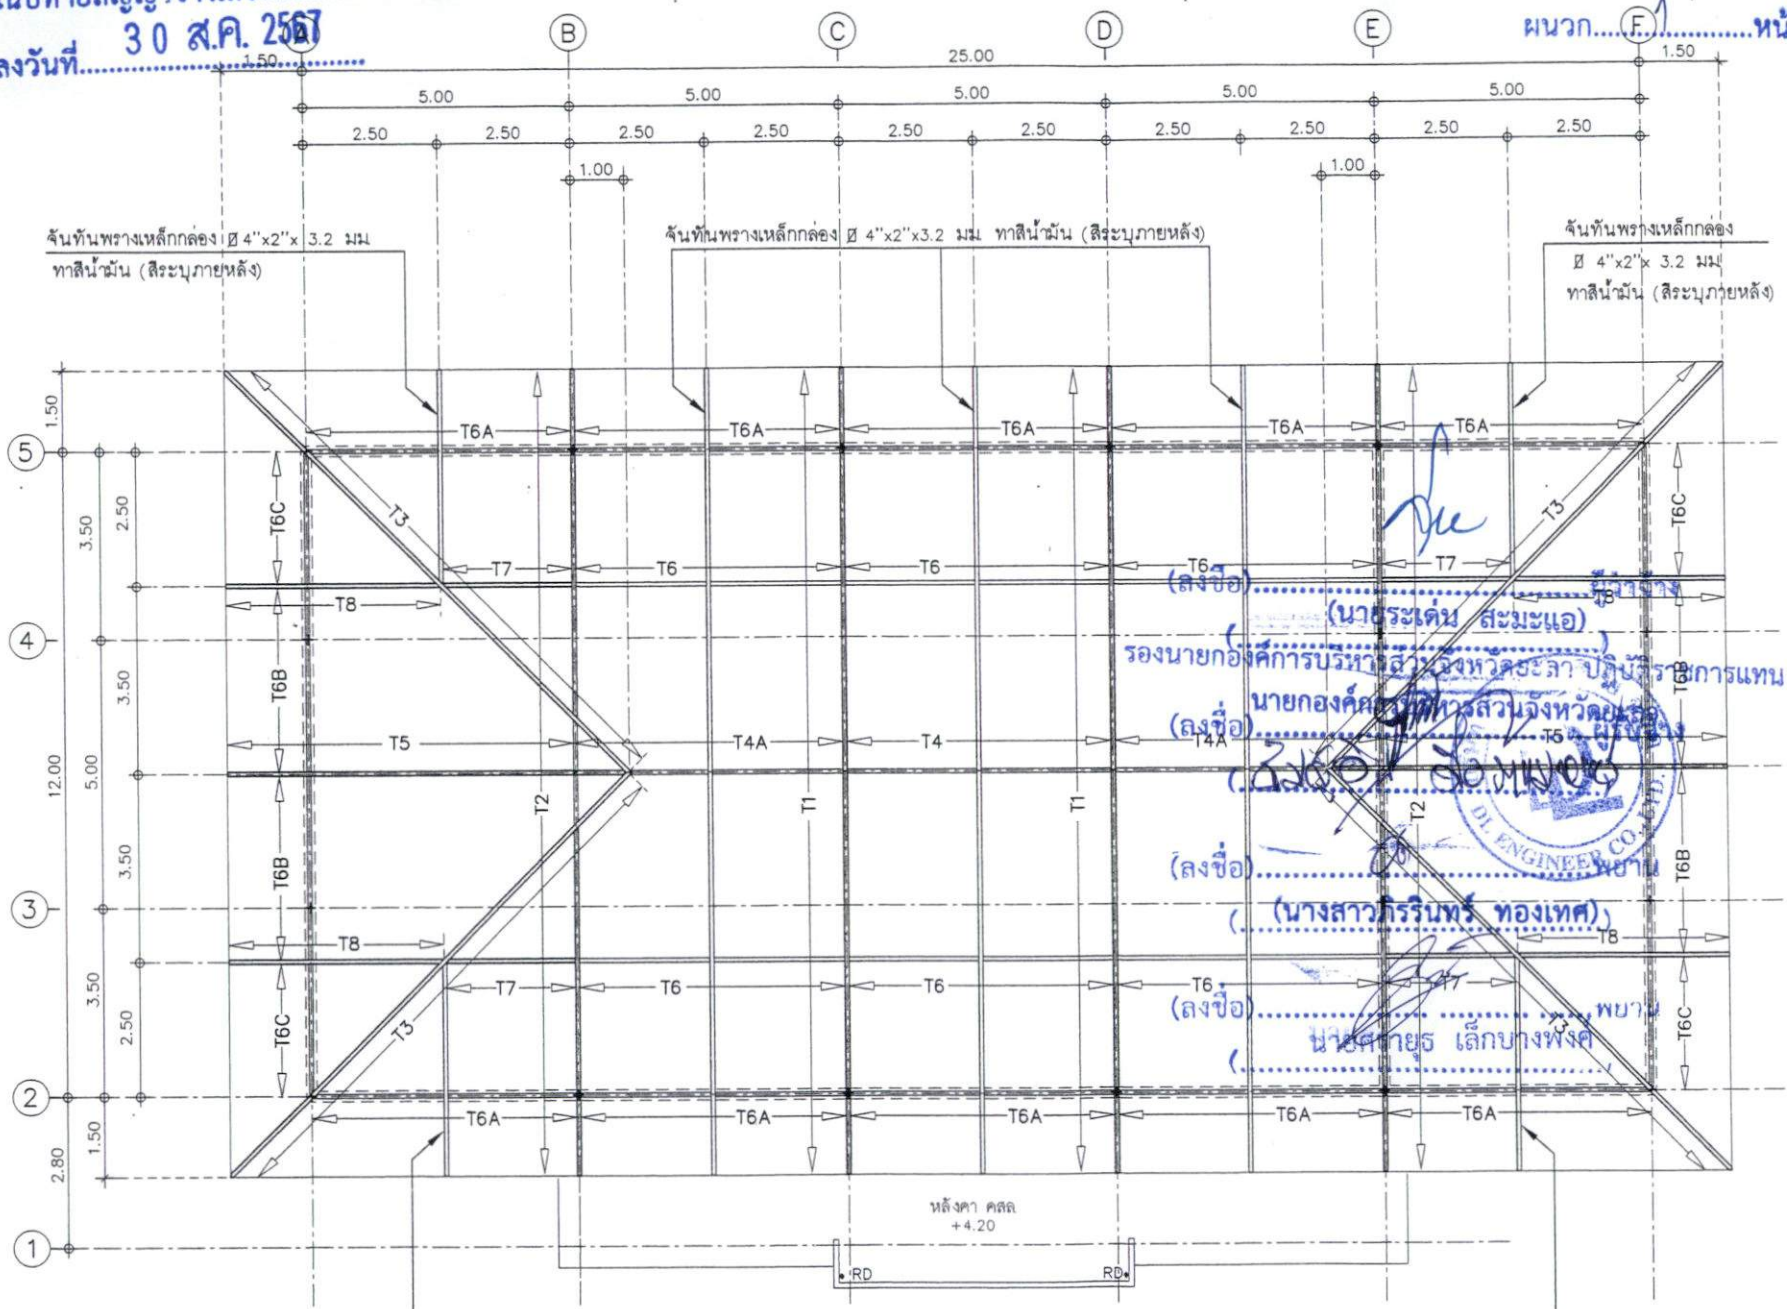 30 ส.ค. 2567
ลงวันที่
ผนวก 1 หน้
A B C D E F
1.50 25.00 1.50
5.00 5.00 5.00 5.00 5.00
2.50 2.50 2.50 2.50 2.50 2.50 2.50 2.50 2.50 2.50
1.00 1.00
จันทันพรางเหล็กกล่อง Ø 4"x2"x 3.2 มม
ทาสีน้ำมัน (สีระบุภายหลัง)
จันทันพรางเหล็กกล่อง Ø 4"x2"x3.2 มม ทาสีน้ำมัน (สีระบุภายหลัง)
จันทันพรางเหล็กกล่อง
Ø 4"x2"x 3.2 มม
ทาสีน้ำมัน (สีระบุภายหลัง)
1.50
T6A T6A T6A T6A T6A
5
2.50
3.50
T6C T3 T3 T6C
T7 T6 T6 T6 T7
T8 T8
(ลงชื่อ) ผู้ว่าจ้าง
(นายระเด่น สะมะแอ)
4
รองนายกองค์การบริหารส่วนจังหวัดยะลา ปฏิบัติราชการแทน
3.50
T6B T6B
นายกองค์การบริหารส่วนจังหวัดยะลา
(ลงชื่อ) ผู้รับจ้าง
T5 T4A T4 T4A T5
12.00 5.00
T2 T1 T1 T2
DL ENGINEER CO., LTD.
3.50
T6B T6B
(ลงชื่อ) พยาน
3
(นางสาวภิรรินทร์ ทองเทศ)
T8 T8
T7 T6 T6 T6 T7
3.50
2.50
(ลงชื่อ) พยาน
T6C T3 T3 T6C
เล็กบางพงศ์
2
T6A T6A T6A T6A T6A
1.50
2.80
หลังคา คสล
+4.20
1
RD RD